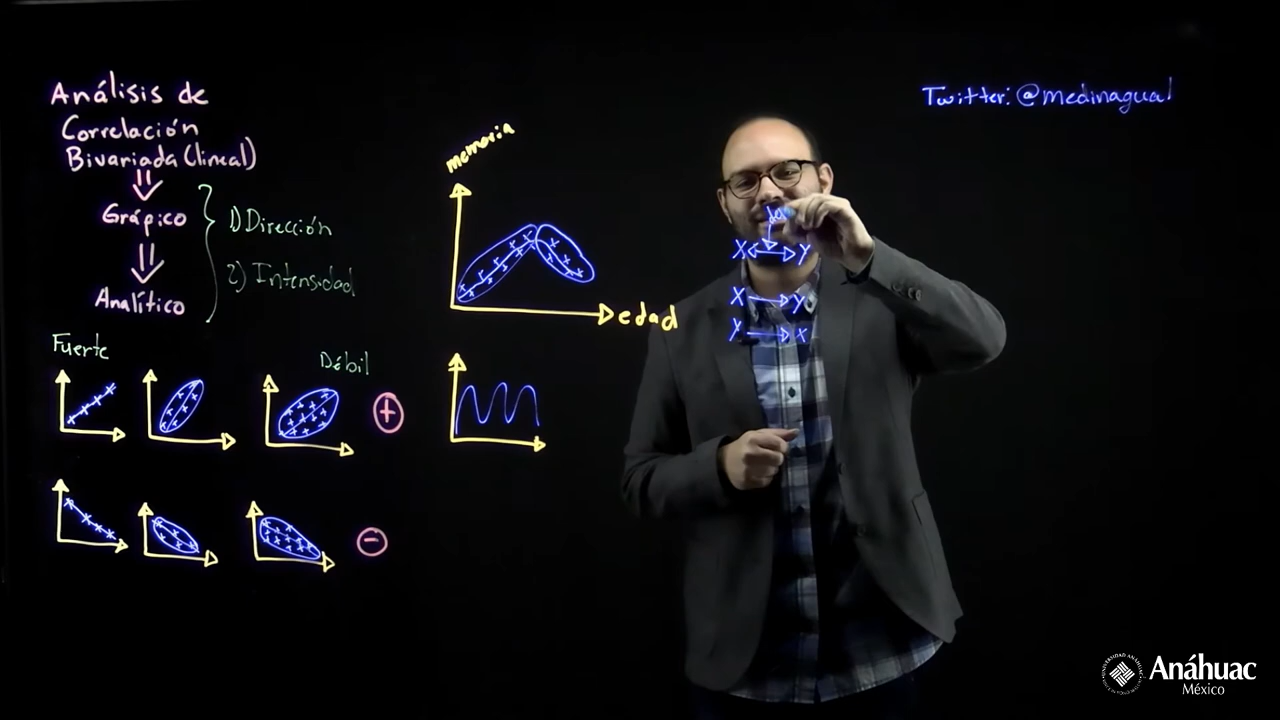 Análisis de
Correlación
Bivariada (lineal)
Gráfico
Analítico
1) Dirección
2) Intensidad
Fuerte
Débil
+
-
memoria
edad
X Y
X Y
Y X
Twitter: @medinagual
Anáhuac
México